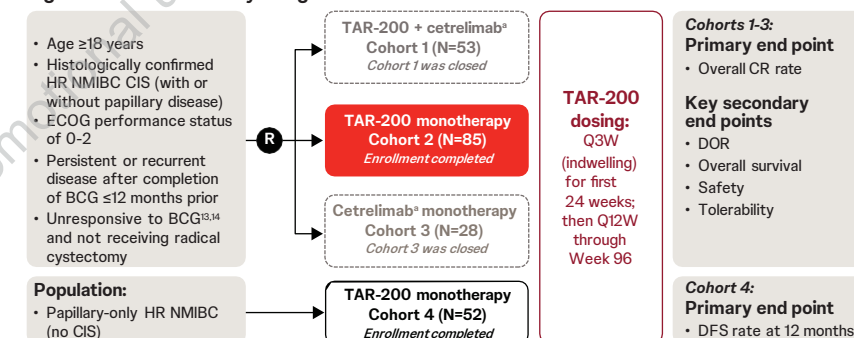 • Age ≥18 years
• Histologically confirmed
HR NMIBC CIS (with or
without papillary disease)
• ECOG performance status
of 0-2
• Persistent or recurrent
disease after completion
of BCG ≤12 months prior
• Unresponsive to BCG13,14
and not receiving radical
cystectomy
Population:
• Papillary-only HR NMIBC
(no CIS)
R
TAR-200 + cetrelimabª
Cohort 1 (N=53)
Cohort 1 was closed
TAR-200 monotherapy
Cohort 2 (N=85)
Enrollment completed
Cetrelimabª monotherapy
Cohort 3 (N=28)
Cohort 3 was closed
TAR-200 monotherapy
Cohort 4 (N=52)
Enrollment completed
TAR-200
dosing:
Q3W
(indwelling)
for first
24 weeks;
then Q12W
through
Week 96
Cohorts 1-3:
Primary end point
• Overall CR rate
Key secondary
end points
• DOR
• Overall survival
• Safety
• Tolerability
Cohort 4:
Primary end point
• DFS rate at 12 months